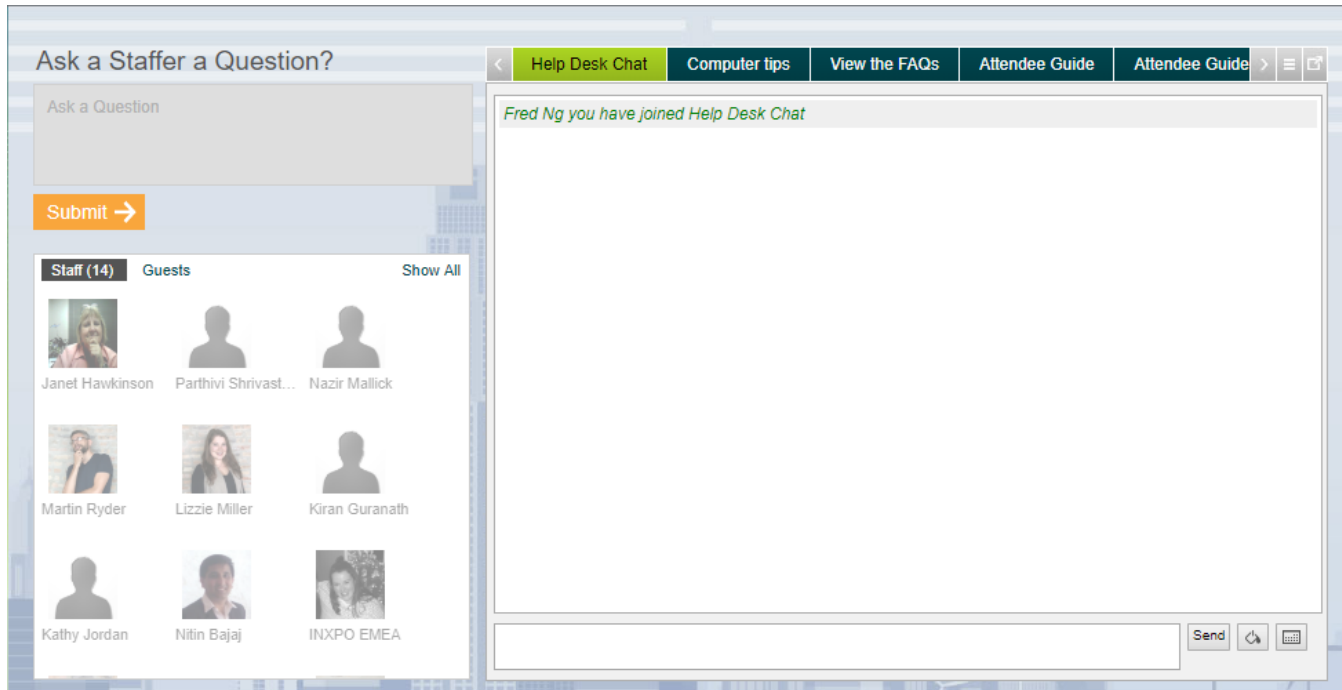 Ask a Staffer a Question?
Ask a Question
Submit
Staff (14) Guests Show All
Janet Hawkinson Parthivi Shrivast... Nazir Mallick
Martin Ryder Lizzie Miller Kiran Guranath
Kathy Jordan Nitin Bajaj INXPO EMEA
Help Desk Chat Computer tips View the FAQs Attendee Guide Attendee Guide
Fred Ng you have joined Help Desk Chat
Send